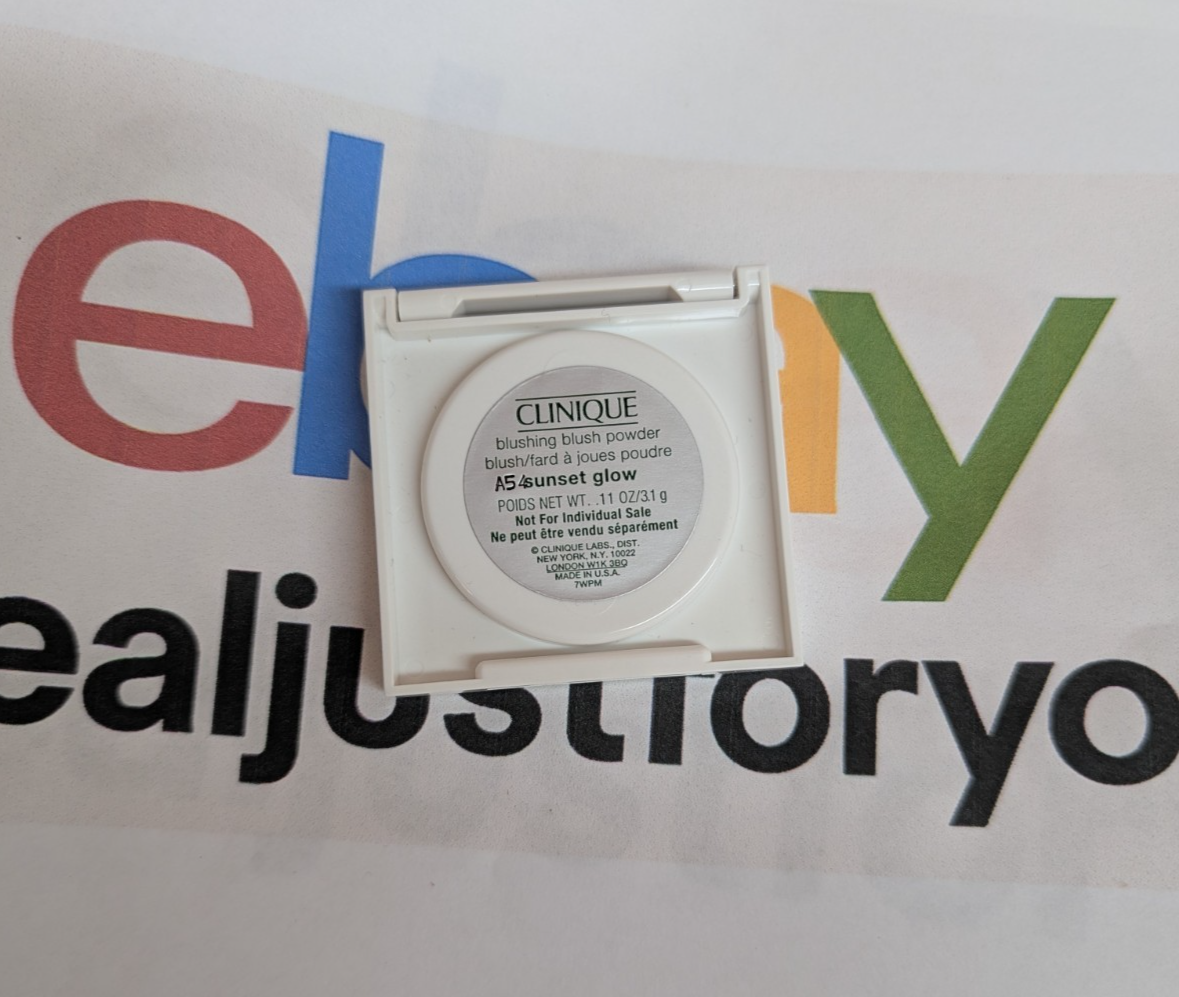 ebay
ealjustforyo
CLINIQUE
blushing blush powder
blush/fard à joues poudre
A54 sunset glow
POIDS NET WT. .11 OZ/3.1 g
Not For Individual Sale
Ne peut être vendu séparément
© CLINIQUE LABS., DIST.
NEW YORK, N.Y. 10022
LONDON W1K 3BQ
MADE IN U.S.A.
7WPM